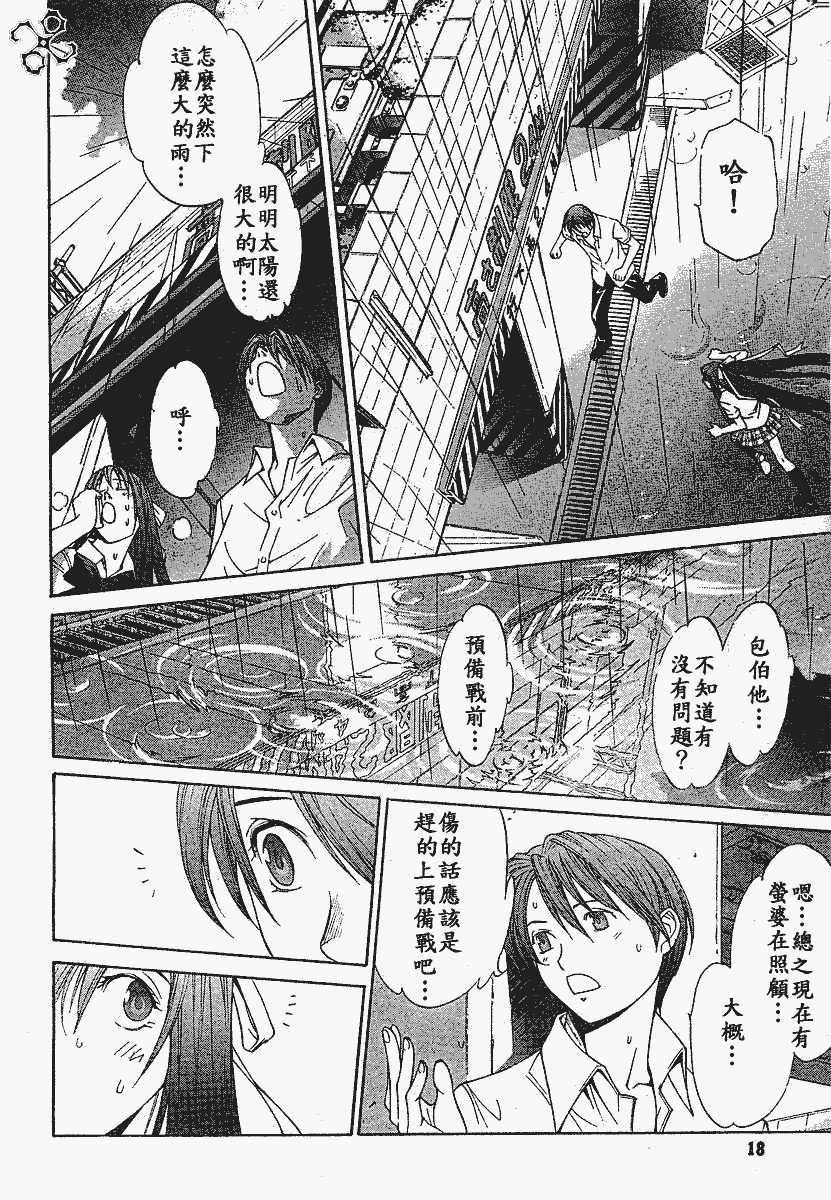 哈！
怎麼突然下
這麼大的雨…
明明太陽還
很大的啊…
呼…
包伯他…
不知道有
沒有問題？
預備戰前…
嗯…總之現在有
螢婆在照顧…
大概…
傷的話應該是
趕的上預備戰吧…
18